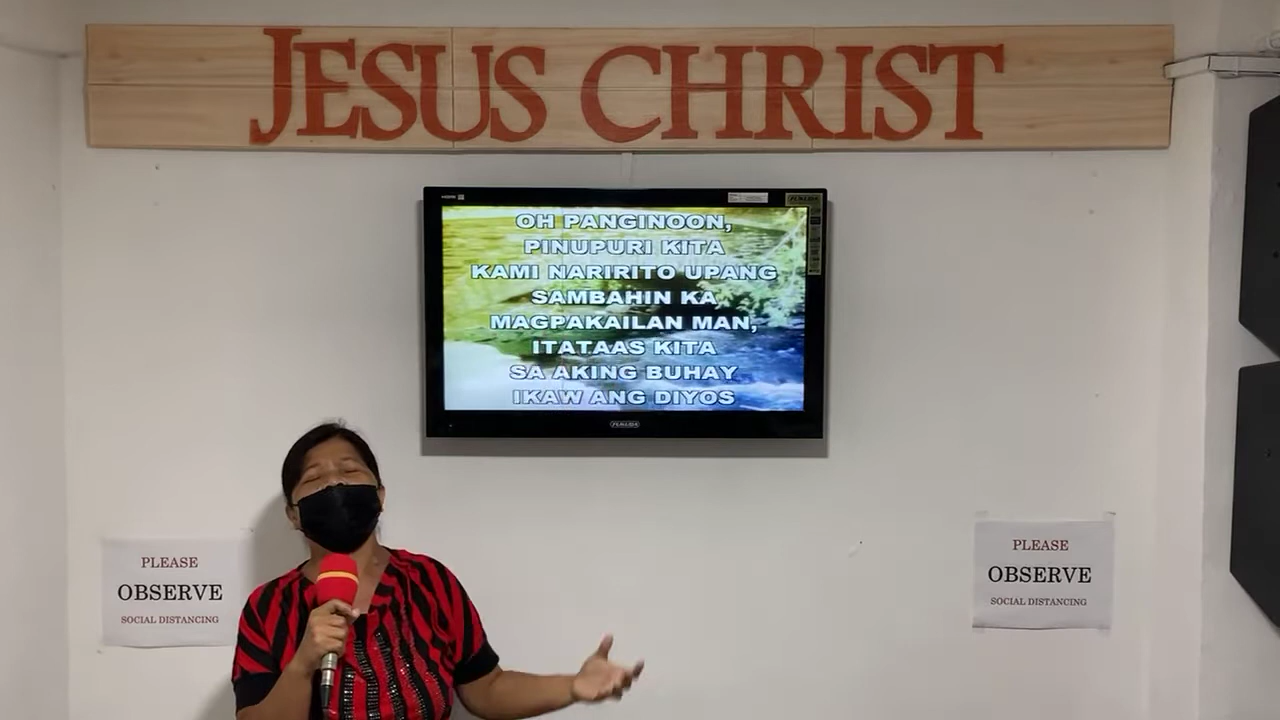 JESUS CHRIST
OH PANGINOON,
PINUPURI KITA
KAMI NARIRITO UPANG
SAMBAHIN KA
MAGPAKAILAN MAN,
ITATAAS KITA
SA AKING BUHAY
IKAW ANG DIYOS
PLEASE
OBSERVE
SOCIAL DISTANCING
PLEASE
OBSERVE
SOCIAL DISTANCING